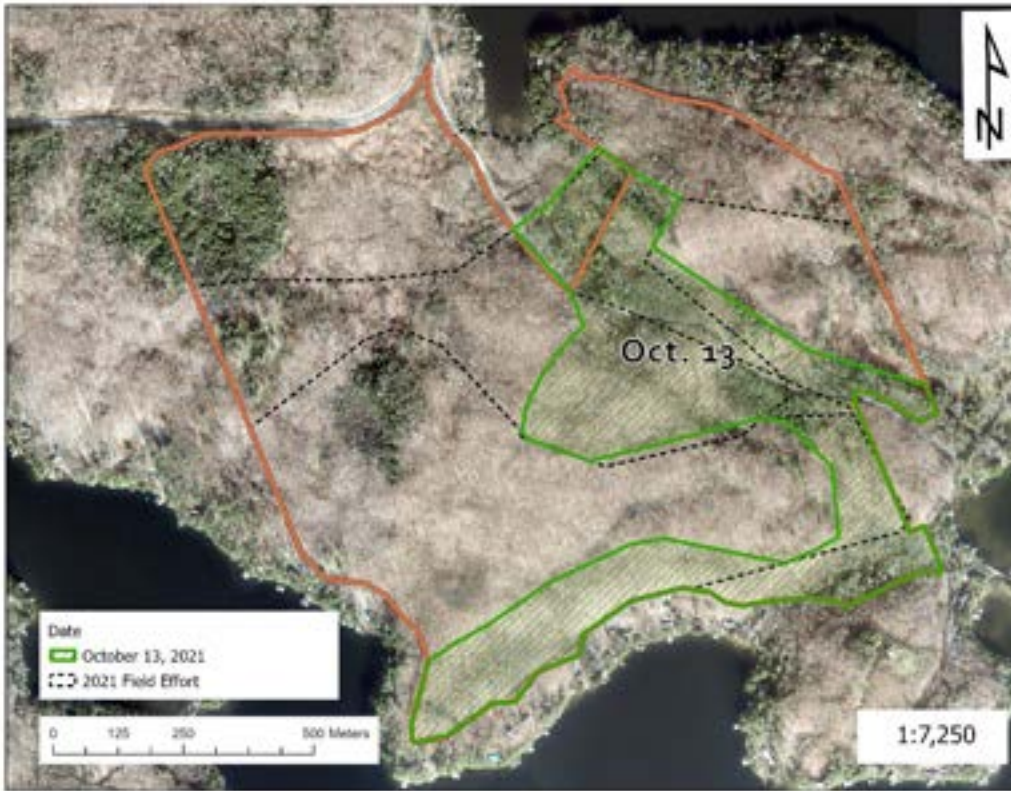 N
Oct. 13
Date
October 13, 2021
2021 Field Effort
0 125 250 500 Meters
1:7,250